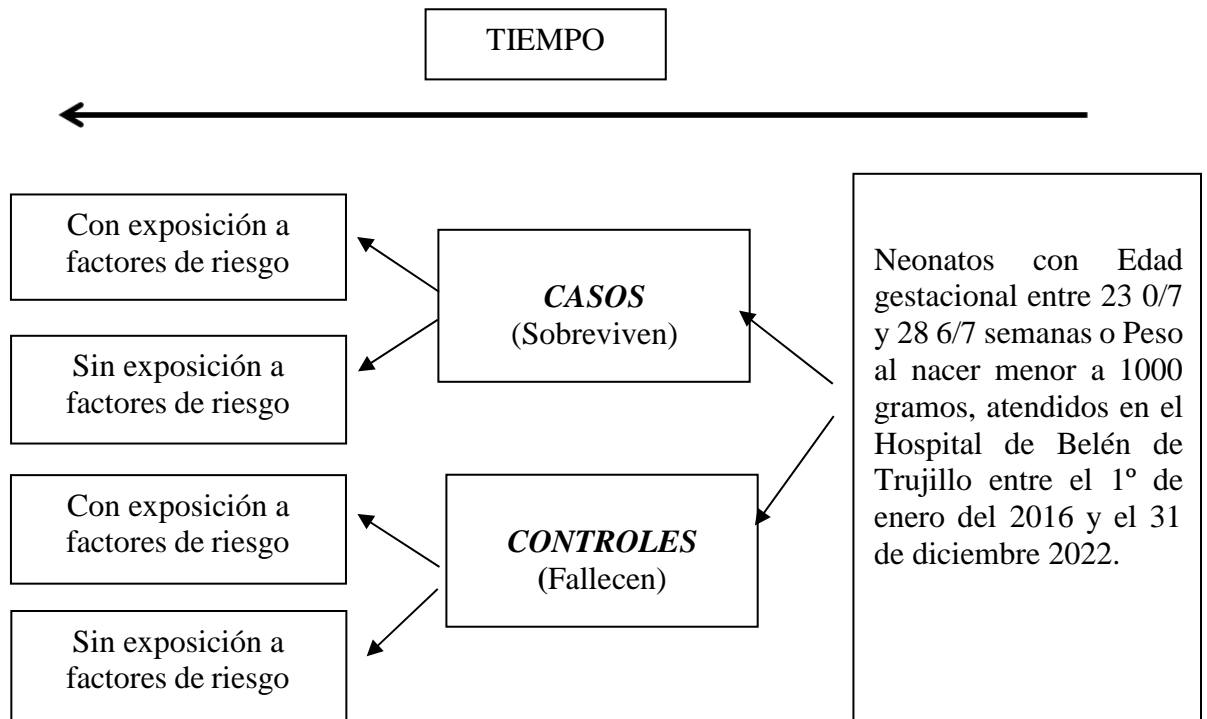 TIEMPO
Con exposición a
factores de riesgo
Sin exposición a
factores de riesgo
Con exposición a
factores de riesgo
Sin exposición a
factores de riesgo
CASOS
(Sobreviven)
CONTROLES
(Fallecen)
Neonatos con Edad
gestacional entre 23 0/7
y 28 6/7 semanas o Peso
al nacer menor a 1000
gramos, atendidos en el
Hospital de Belén de
Trujillo entre el 1º de
enero del 2016 y el 31
de diciembre 2022.